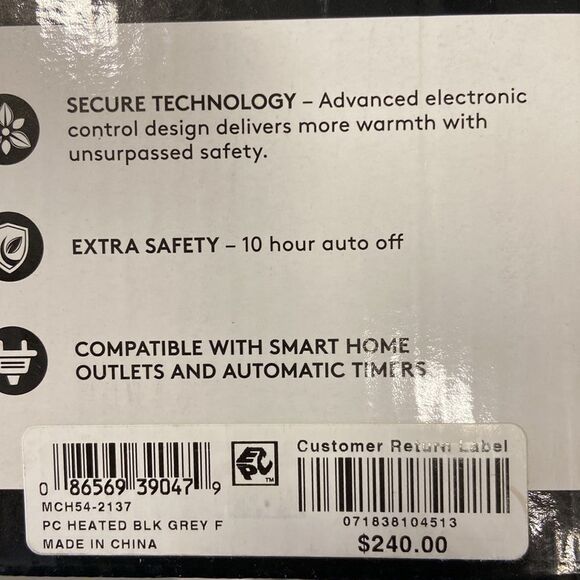 SECURE TECHNOLOGY – Advanced electronic
control design delivers more warmth with
unsurpassed safety.
EXTRA SAFETY – 10 hour auto off
COMPATIBLE WITH SMART HOME
OUTLETS AND AUTOMATIC TIMERS
0 86569 39047 9
MCH54-2137
PC HEATED BLK GREY F
MADE IN CHINA
EPC
TM
Customer Return Label
071838104513
$240.00